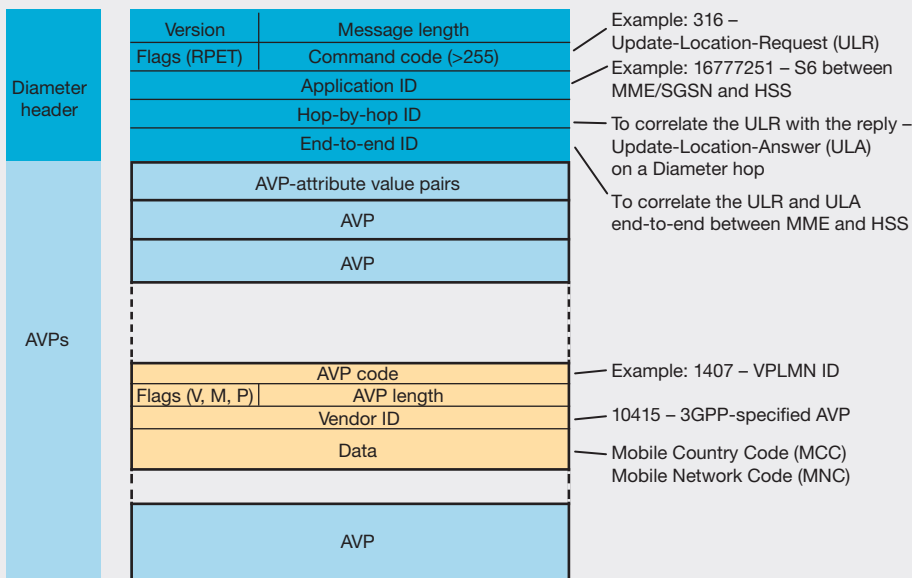 Diameter
header
Version Message length
Flags (RPET) Command code (>255)
Application ID
Hop-by-hop ID
End-to-end ID
Example: 316 –
Update-Location-Request (ULR)
Example: 16777251 – S6 between
MME/SGSN and HSS
To correlate the ULR with the reply –
Update-Location-Answer (ULA)
on a Diameter hop
To correlate the ULR and ULA
end-to-end between MME and HSS
AVPs
AVP-attribute value pairs
AVP
AVP
AVP code
Flags (V, M, P) AVP length
Vendor ID
Data
Example: 1407 – VPLMN ID
10415 – 3GPP-specified AVP
Mobile Country Code (MCC)
Mobile Network Code (MNC)
AVP